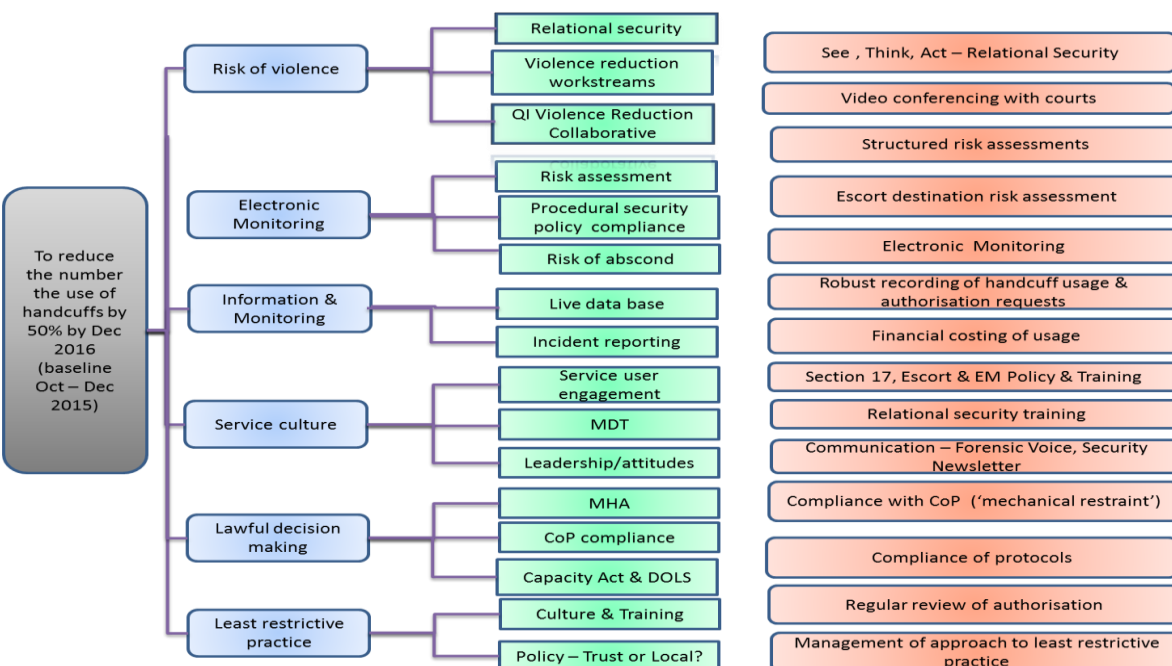 To reduce
the number
the use of
handcuffs by
50% by Dec
2016
(baseline
Oct – Dec
2015)
Risk of violence
Electronic
Monitoring
Information &
Monitoring
Service culture
Lawful decision
making
Least restrictive
practice
Relational security
Violence reduction
workstreams
QI Violence Reduction
Collaborative
Risk assessment
Procedural security
policy compliance
Risk of abscond
Live data base
Incident reporting
Service user
engagement
MDT
Leadership/attitudes
MHA
CoP compliance
Capacity Act & DOLS
Culture & Training
Policy – Trust or Local?
See , Think, Act – Relational Security
Video conferencing with courts
Structured risk assessments
Escort destination risk assessment
Electronic Monitoring
Robust recording of handcuff usage &
authorisation requests
Financial costing of usage
Section 17, Escort & EM Policy & Training
Relational security training
Communication – Forensic Voice, Security
Newsletter
Compliance with CoP (‘mechanical restraint’)
Compliance of protocols
Regular review of authorisation
Management of approach to least restrictive
practice